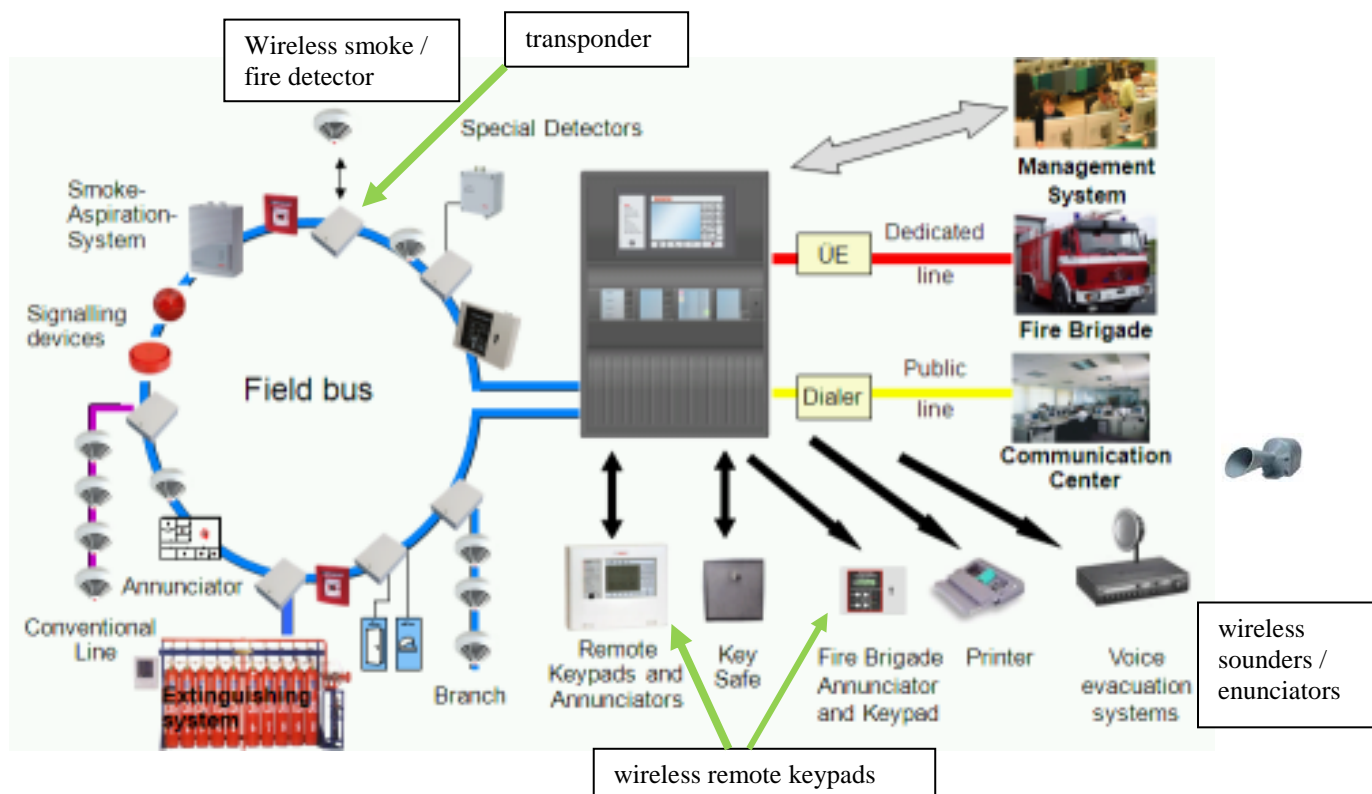 Wireless smoke /
fire detector
transponder
Special Detectors
Smoke-
Aspiration-
System
Signalling
devices
Field bus
Annunciator
Conventional
Line
Extinguishing
system
Branch
Management
System
ÜE
Dedicated
line
Fire Brigade
Dialer
Public
line
Communication
Center
Remote
Keypads and
Annunciators
Key
Safe
Fire Brigade
Annunciator
and Keypad
Printer
Voice
evacuation
systems
wireless
sounders /
enunciators
wireless remote keypads